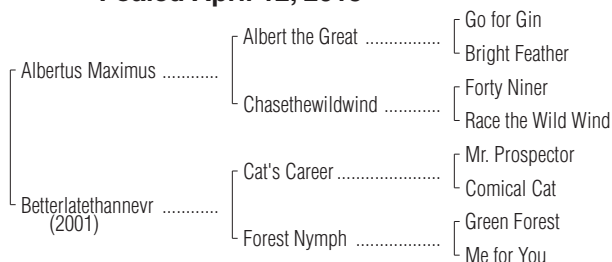 Go for Gin
Albert the Great ....................
Bright Feather
Albertus Maximus ............
Forty Niner
Chasethewildwind ............
Race the Wild Wind
Mr. Prospector
Cat's Career .......................
Comical Cat
Betterlatethannevr ............
(2001)
Green Forest
Forest Nymph ....................
Me for You